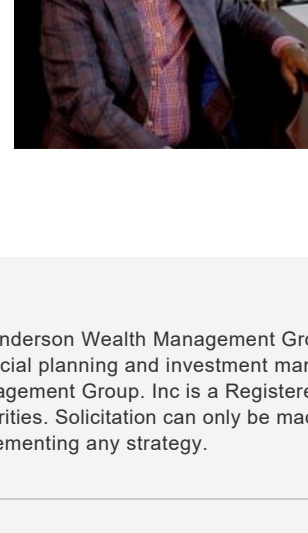 nderson Wealth Management Gro
cial planning and investment mar
agement Group. Inc is a Registere
rities. Solicitation can only be mad
ementing any strategy.